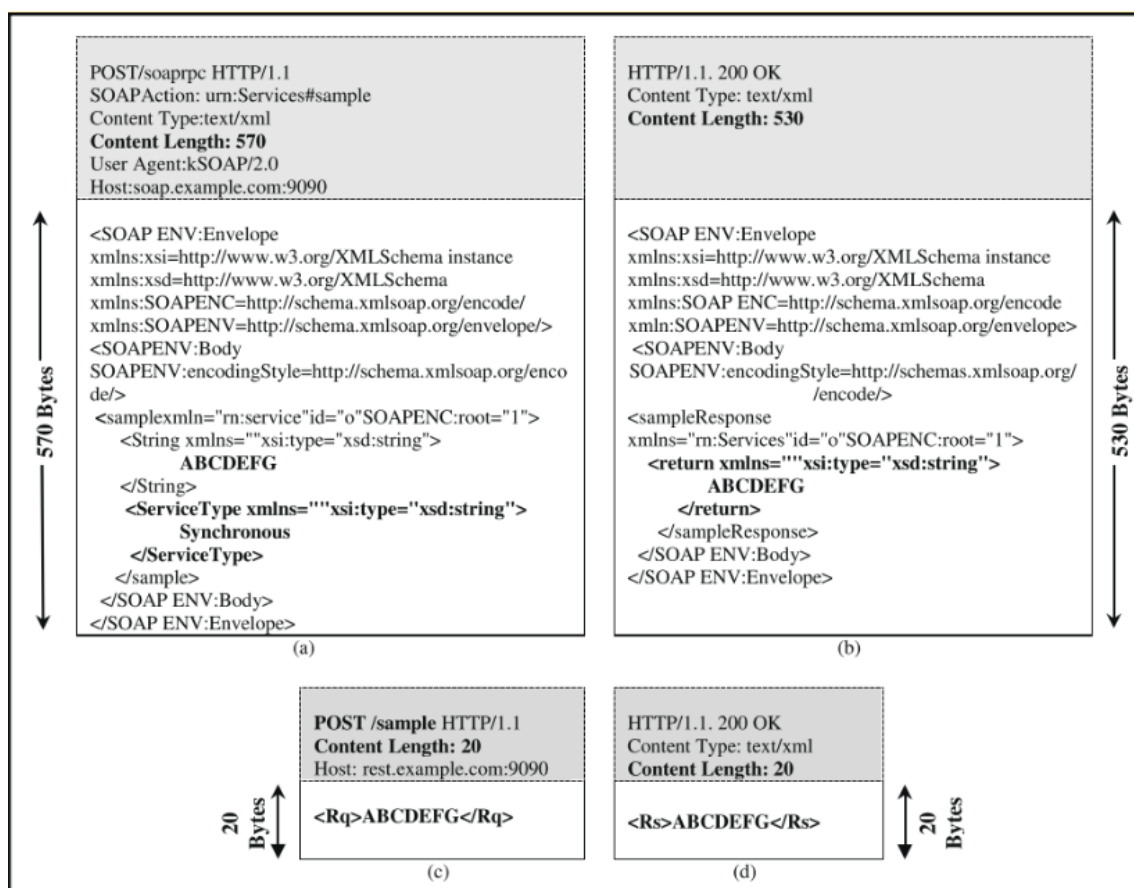 POST/soaprpc HTTP/1.1
SOAPAction: urn:Services#sample
Content Type:text/xml
Content Length: 570
User Agent:kSOAP/2.0
Host:soap.example.com:9090
570 Bytes
<SOAP ENV:Envelope
xmlns:xsi=http://www.w3.org/XMLSchema instance
xmlns:xsd=http://www.w3.org/XMLSchema
xmlns:SOAPENC=http://schema.xmlsoap.org/encode/
xmlns:SOAPENV=http://schema.xmlsoap.org/envelope/>
<SOAPENV:Body
SOAPENV:encodingStyle=http://schema.xmlsoap.org/enco
de/>
<samplexmln="rn:service"id="o"SOAPENC:root="1">
<String xmlns=""xsi:type="xsd:string">
ABCDEFG
</String>
<ServiceType xmlns=""xsi:type="xsd:string">
Synchronous
</ServiceType>
</sample>
</SOAP ENV:Body>
</SOAP ENV:Envelope>
(a)
HTTP/1.1. 200 OK
Content Type: text/xml
Content Length: 530
<SOAP ENV:Envelope
xmlns:xsi=http://www.w3.org/XMLSchema instance
xmlns:xsd=http://www.w3.org/XMLSchema
xmlns:SOAP ENC=http://schema.xmlsoap.org/encode
xmln:SOAPENV=http://schema.xmlsoap.org/envelope>
<SOAPENV:Body
SOAPENV:encodingStyle=http://schemas.xmlsoap.org/
/encode/>
<sampleResponse
xmlns="rn:Services"id="o"SOAPENC:root="1">
<return xmlns=""xsi:type="xsd:string">
ABCDEFG
</return>
</sampleResponse>
</SOAP ENV:Body>
</SOAP ENV:Envelope>
530 Bytes
(b)
POST /sample HTTP/1.1
Content Length: 20
Host: rest.example.com:9090
20
Bytes
<Rq>ABCDEFG</Rq>
(c)
HTTP/1.1. 200 OK
Content Type: text/xml
Content Length: 20
<Rs>ABCDEFG</Rs>
20
Bytes
(d)